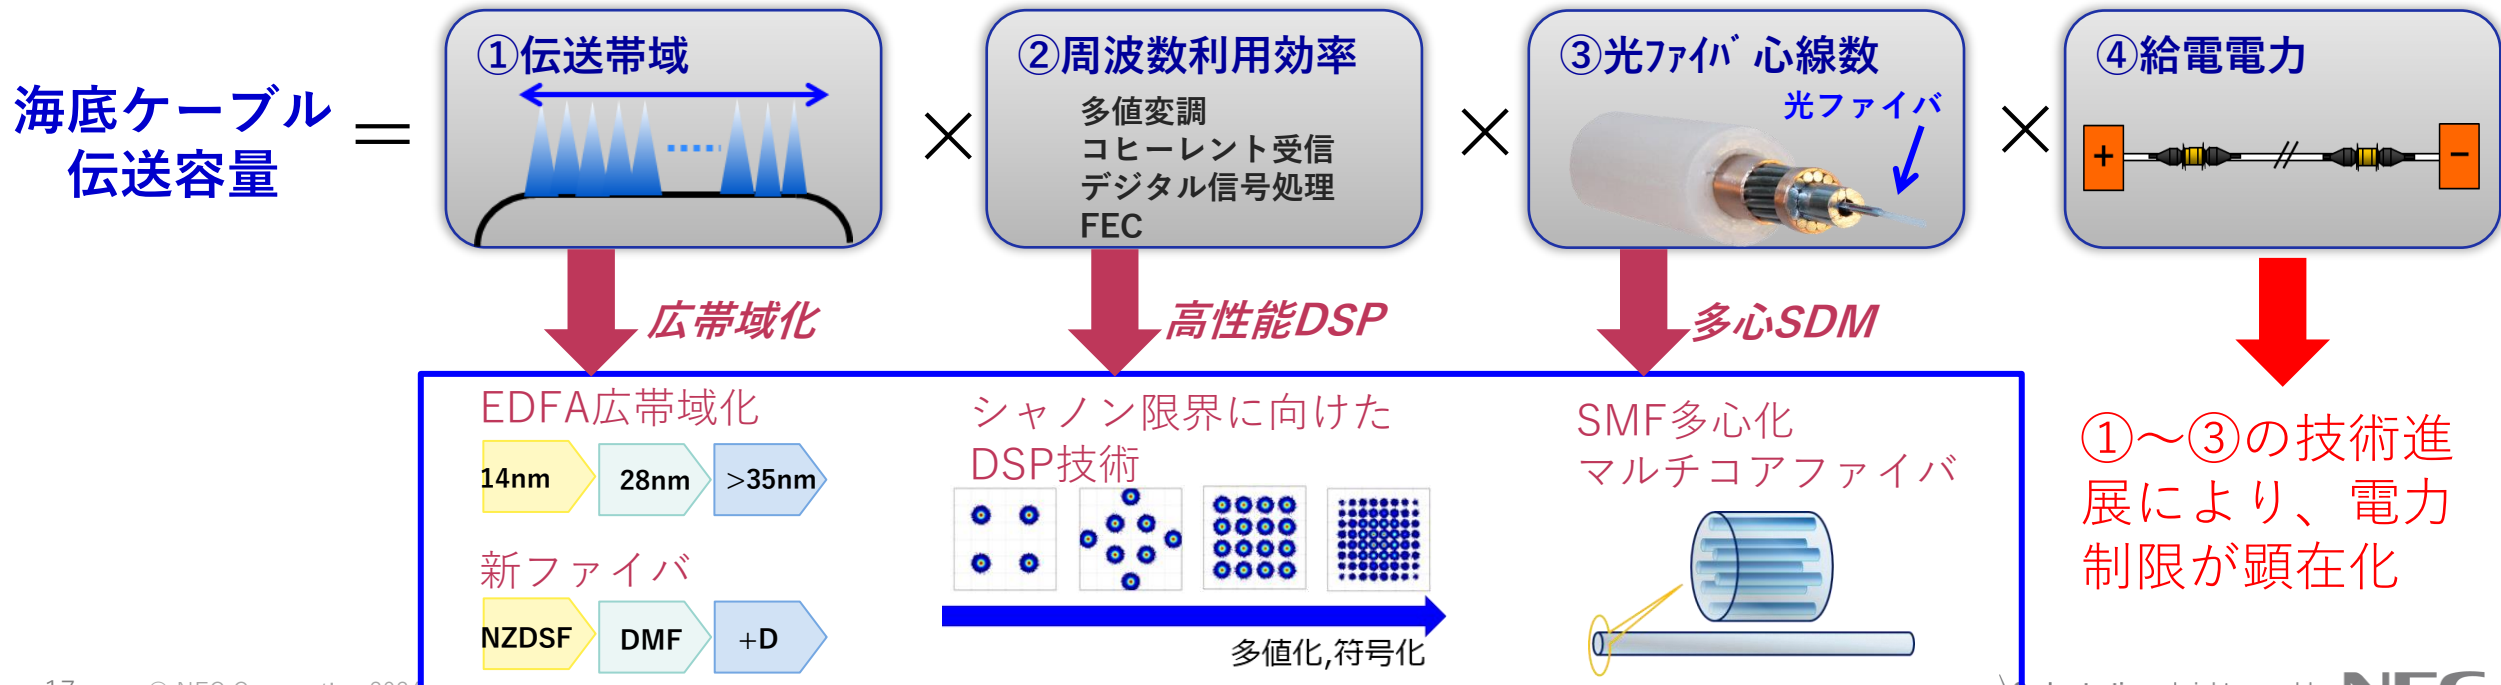 海底ケーブル
伝送容量
＝
①伝送帯域
×
②周波数利用効率
多値変調
コヒーレント受信
デジタル信号処理
FEC
×
③光ﾌｧｲﾊﾞ 心線数
光ファイバ
×
④給電電力
+
−
広帯域化
高性能DSP
多心SDM
EDFA広帯域化
14nm
28nm
>35nm
新ファイバ
NZDSF
DMF
+D
シャノン限界に向けた
DSP技術
多値化,符号化
SMF多心化
マルチコアファイバ
①～③の技術進
展により、電力
制限が顕在化
17
© NEC
NEC